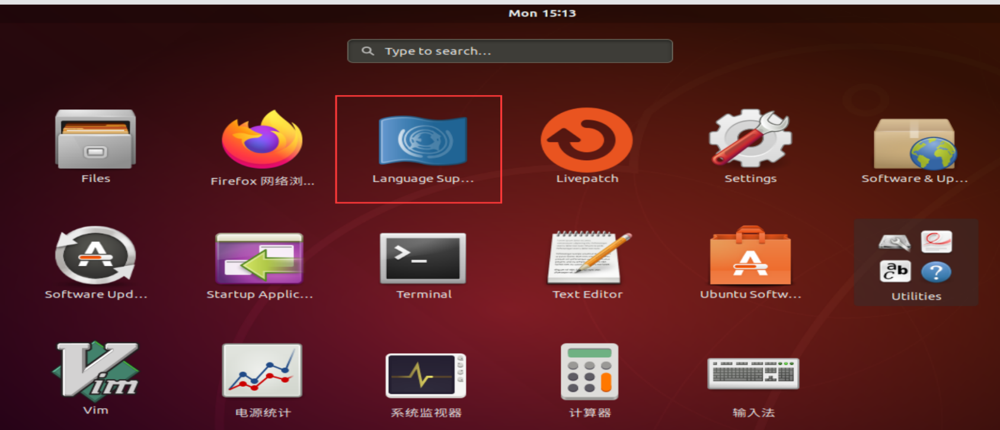 Mon 15:13
Type to search...
Files
Firefox 网络浏...
Language Sup...
Livepatch
Settings
Software & Up...
Software Upd...
Startup Applic...
Terminal
Text Editor
Ubuntu Softw...
Utilities
Vim
电源统计
系统监视器
计算器
输入法